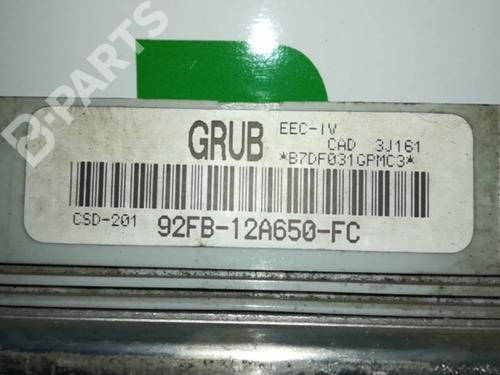 B-PARTS
GRUB
EEC-IV
CAD 3J161
*B7DF031GPMC3*
CSD-201
92FB-12A650-FC